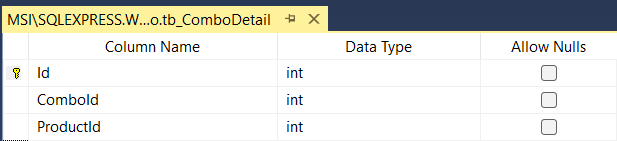 MSI\SQLEXPRESS.W...o.tb_ComboDetail
Column Name Data Type Allow Nulls
Id int
ComboId int
ProductId int